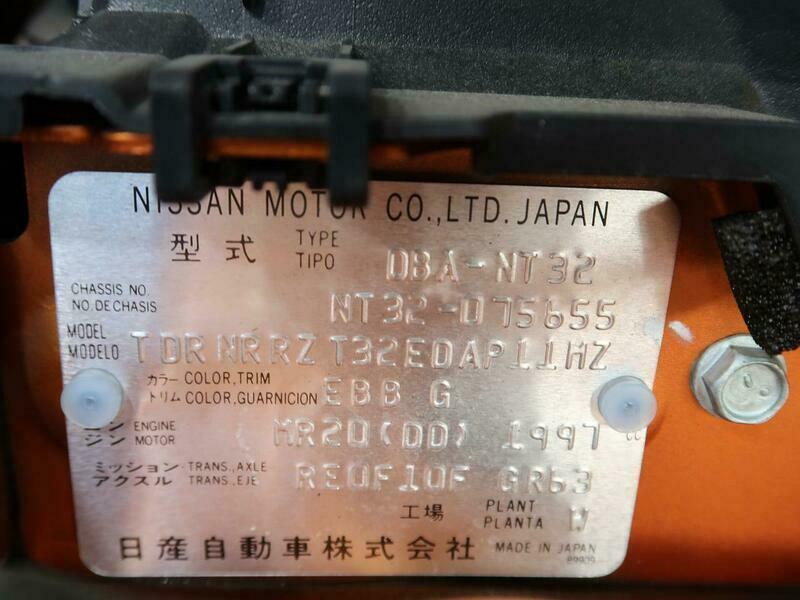 NISSAN MOTOR CO.,LTD. JAPAN
型式 TYPE TIPO DBA-NT32
CHASSIS NO. NO. DE CHASIS NT32-075655
MODEL MODELO TDRNRRZ T32EDAP11MZ
カラー COLOR,TRIM
トリム COLOR,GUARNICION EBB G
ン ENGINE
ジン MOTOR MR20(DD) 1997 cc
ミッション TRANS.,AXLE
アクスル TRANS.,EJE RE0F10F GR63
工場 PLANT PLANTA W
日産自動車株式会社 MADE IN JAPAN